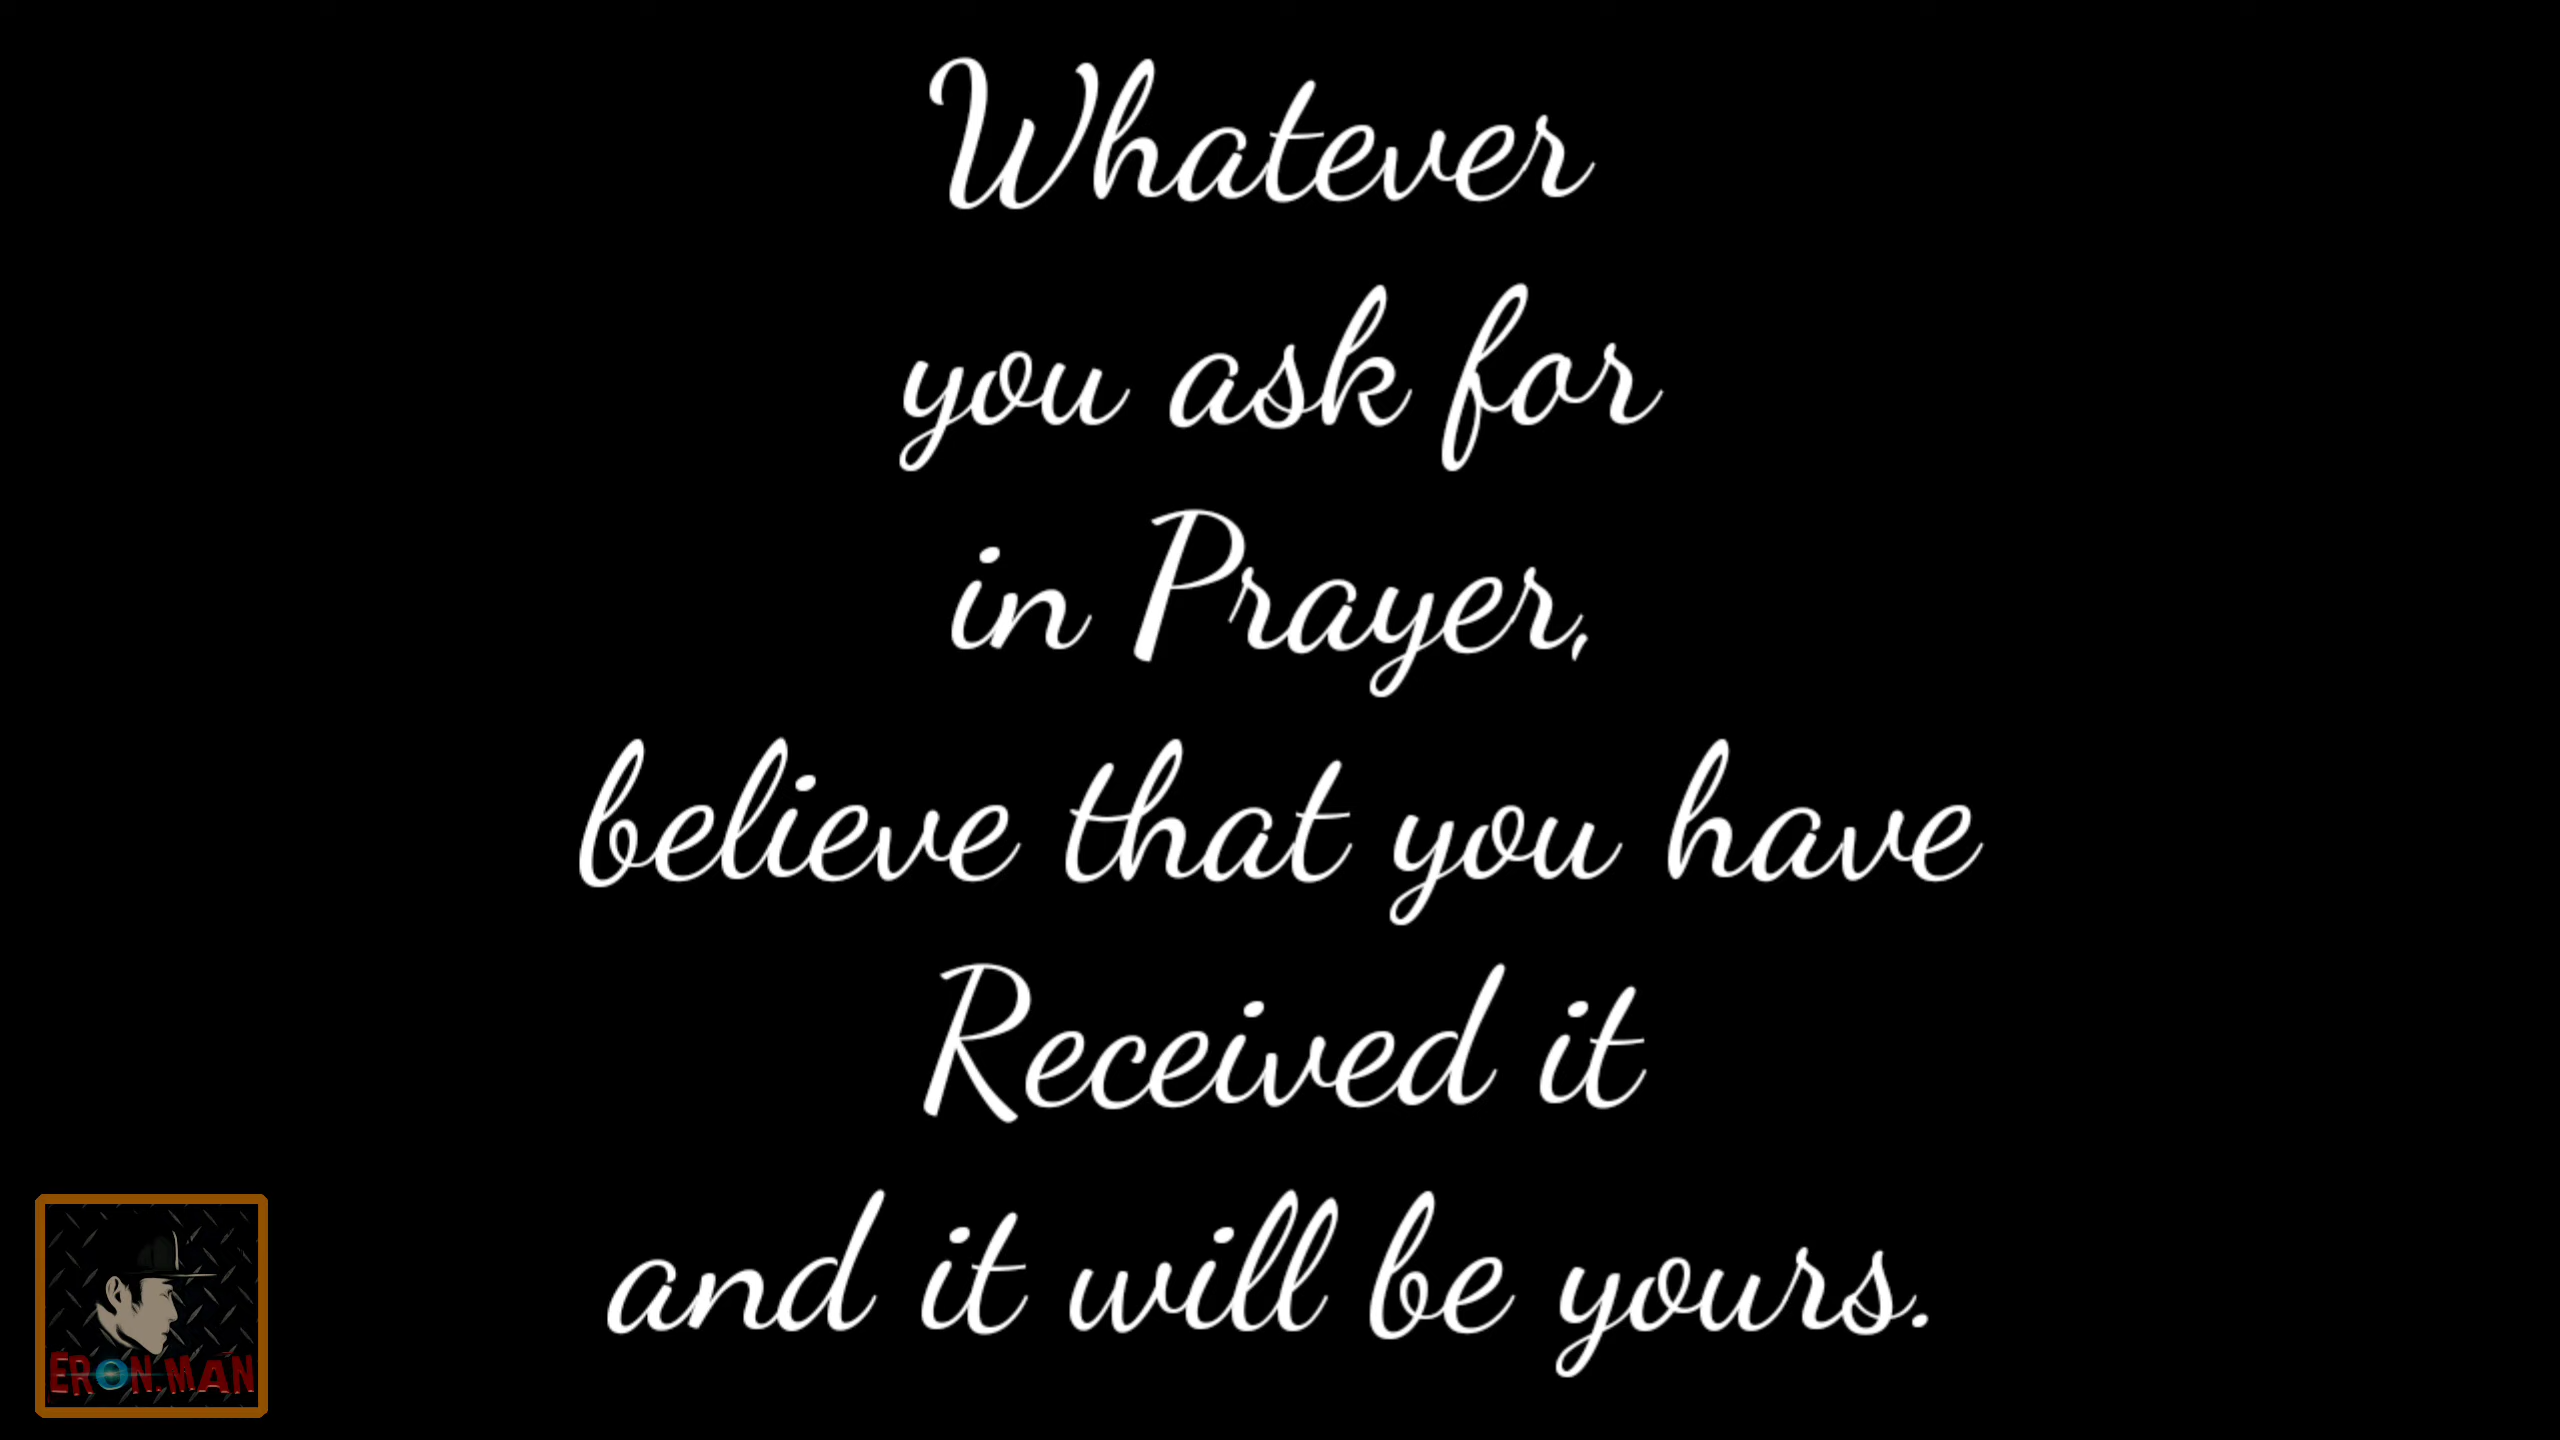 Whatever
you ask for
in Prayer,
believe that you have
Received it
and it will be yours.
ERON.MAN